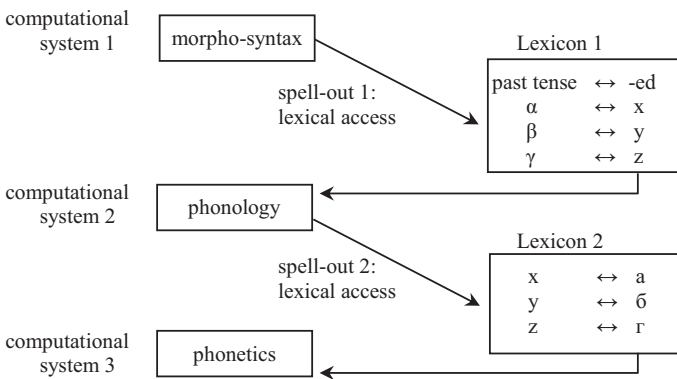 computational
system 1
morpho-syntax
Lexicon 1
spell-out 1:
lexical access
past tense ↔ -ed
α ↔ x
β ↔ y
γ ↔ z
computational
system 2
phonology
Lexicon 2
spell-out 2:
lexical access
x ↔ а
y ↔ б
z ↔ г
computational
system 3
phonetics